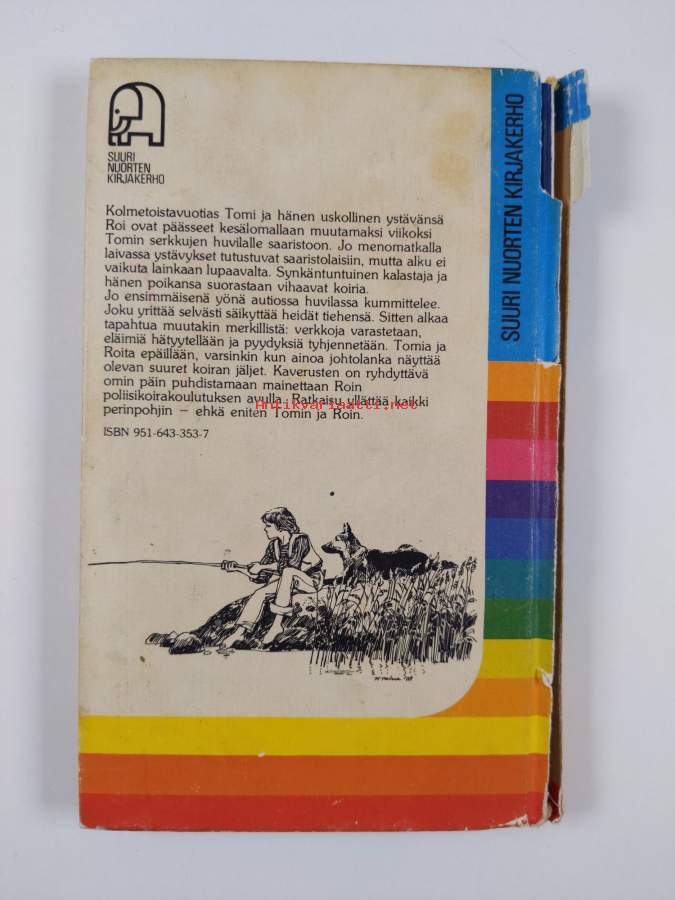 SUURI
NUORTEN
KIRJAKERHO
Kolmetoistavuotias Tomi ja hänen uskollinen ystävänsä
Roi ovat päässeet kesälomallaan muutamaksi viikoksi
Tomin serkkujen huvilalle saaristoon. Jo menomatkalla
laivassa ystävykset tutustuvat saaristolaisiin, mutta alku ei
vaikuta lainkaan lupaavalta. Synkäntuntuinen kalastaja ja
hänen poikansa suorastaan vihaavat koiria.
Jo ensimmäisenä yönä autiossa huvilassa kummittelee.
Joku yrittää selvästi säikyttää heidät tiehensä. Sitten alkaa
tapahtua muutakin merkillistä: verkkoja varastetaan,
eläimiä hätyytellään ja pyydyksiä tyhjennetään. Tomia ja
Roita epäillään, varsinkin kun ainoa johtolanka näyttää
olevan suuret koiran jäljet. Kaverusten on ryhdyttävä
omin päin puhdistamaan mainettaan Roin
poliisikoirakoulutuksen avulla. Ratkaisu yllättää kaikki
perinpohjin – ehkä eniten Tomin ja Roin.
Antikvariaatti.net
ISBN 951-643-353-7
SUURI NUORTEN KIRJAKERHO